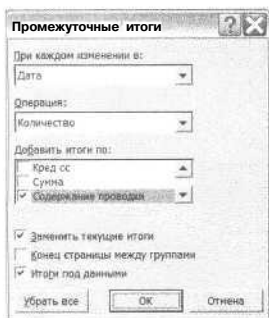 Промежуточные итоги
При каждом изменении в:
Дата
Операция:
Количество
Добавить итоги по:
Кред сс
Сумма
Содержание проводки
Заменить текущие итоги
Конец страницы между группами
Итоги под данными
Убрать все
OK
Отмена